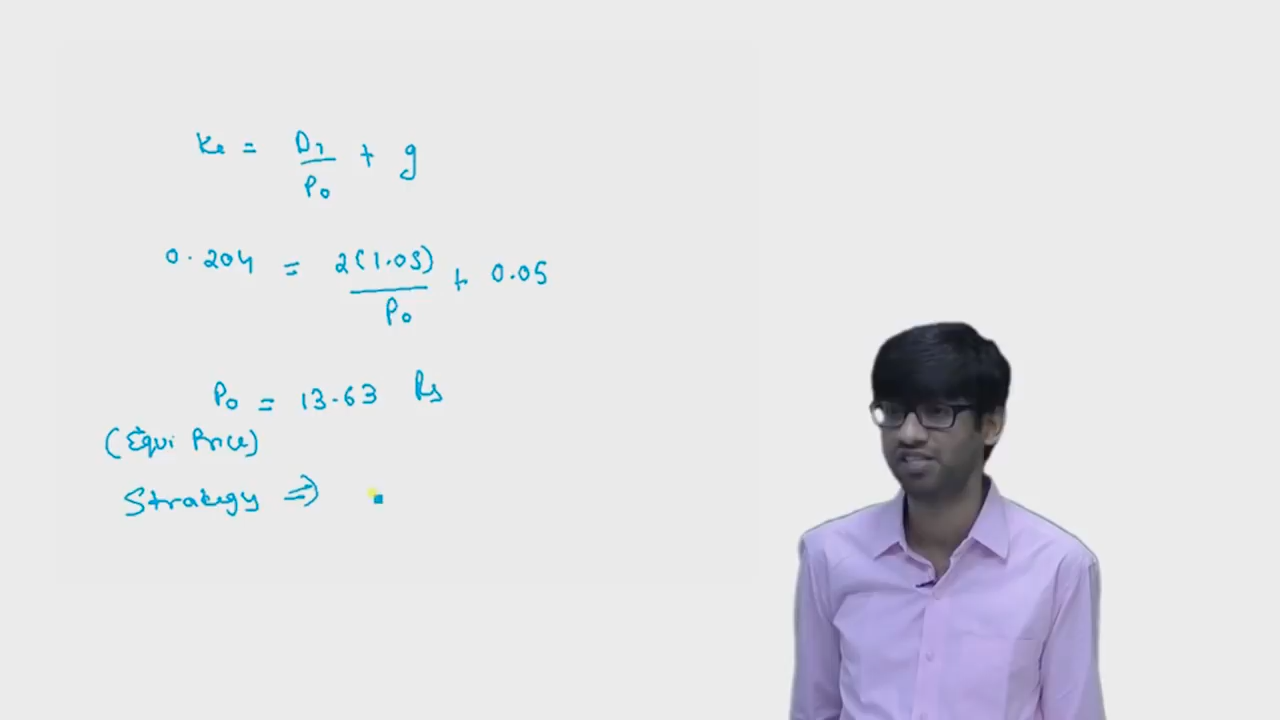 Ke = D1/P0 + g
0.204 = 2(1.05)/P0 + 0.05
P0 = 13.63 Rs
(Equi Price)
Strategy ⇒